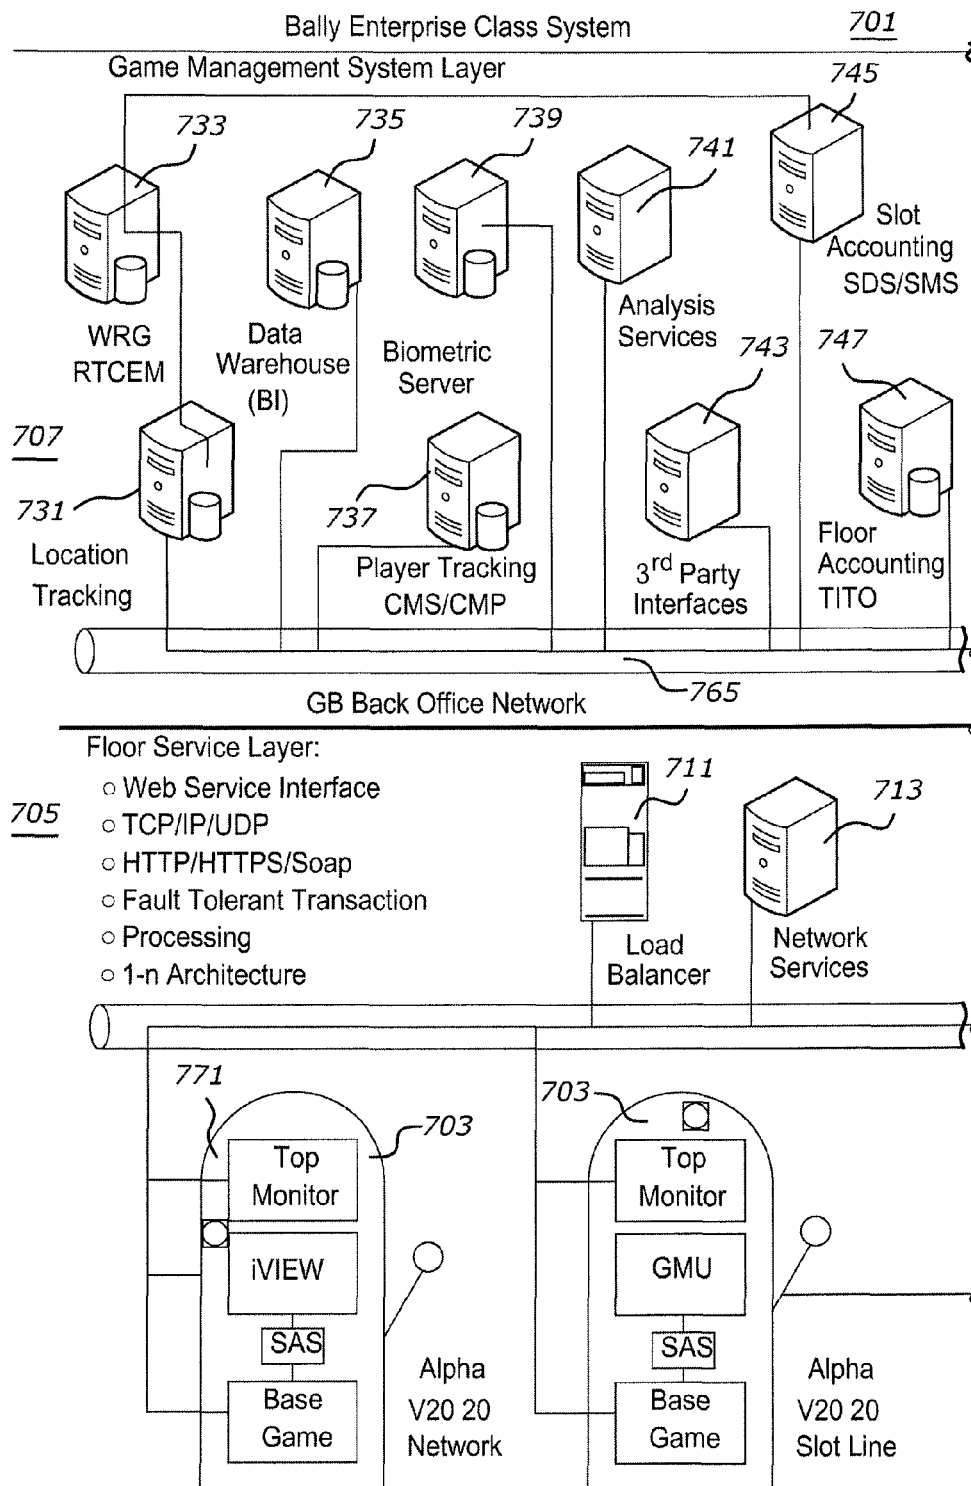 Bally Enterprise Class System
701
Game Management System Layer
745
733
735
739
741
Slot
Accounting
SDS/SMS
WRG
RTCEM
Data
Warehouse
(BI)
Biometric
Server
Analysis
Services
743
747
707
731
737
Location
Tracking
Player Tracking
CMS/CMP
3rd Party
Interfaces
Floor
Accounting
TITO
765
GB Back Office Network
Floor Service Layer:
○ Web Service Interface
○ TCP/IP/UDP
○ HTTP/HTTPS/Soap
○ Fault Tolerant Transaction
○ Processing
○ 1-n Architecture
705
711
713
Load
Balancer
Network
Services
771
703
Top
Monitor
iVIEW
SAS
Base
Game
Alpha
V20 20
Network
703
Top
Monitor
GMU
SAS
Base
Game
Alpha
V20 20
Slot Line